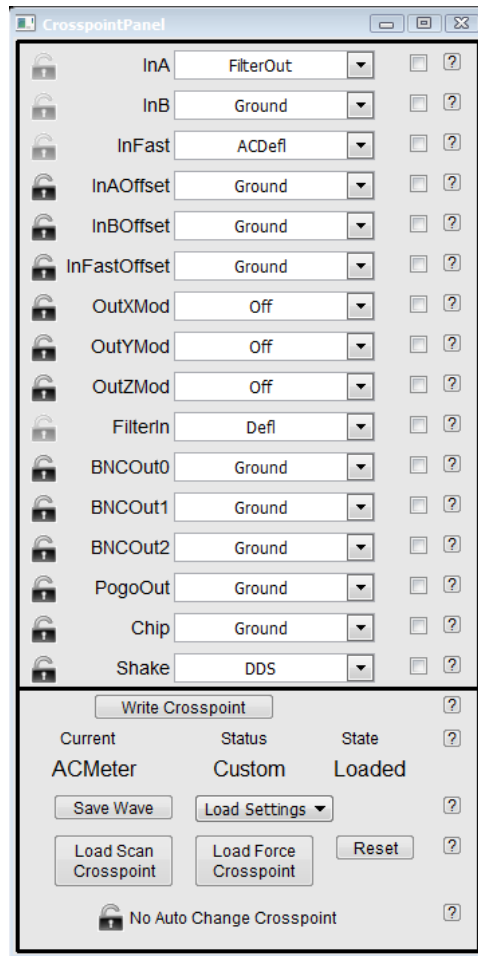 CrosspointPanel
InA FilterOut ?
InB Ground ?
InFast ACDefl ?
InAOffset Ground ?
InBOffset Ground ?
InFastOffset Ground ?
OutXMod Off ?
OutYMod Off ?
OutZMod Off ?
FilterIn Defl ?
BNCOut0 Ground ?
BNCOut1 Ground ?
BNCOut2 Ground ?
PogoOut Ground ?
Chip Ground ?
Shake DDS ?
Write Crosspoint ?
Current Status State ?
ACMeter Custom Loaded
Save Wave Load Settings ?
Load Scan Load Force Reset ?
Crosspoint Crosspoint
No Auto Change Crosspoint ?